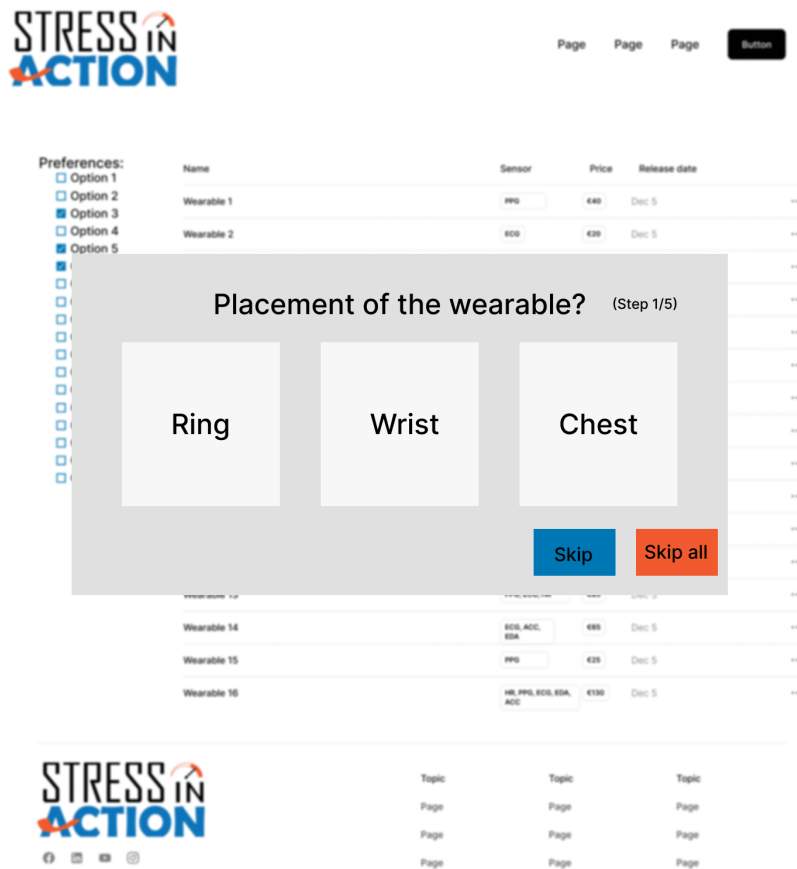 STRESS IN
ACTION
Page Page Page Button
Preferences:
Option 1
Option 2
Option 3
Option 4
Option 5
Name Sensor Price Release date
Wearable 1 PPG €40 Dec 5
Wearable 2 ECG €20 Dec 5
Placement of the wearable? (Step 1/5)
Ring Wrist Chest
Skip Skip all
Wearable 14 ECG, ACC, EDA €85 Dec 5
Wearable 15 PPG €25 Dec 5
Wearable 16 HR, PPG, ECG, EDA, ACC €130 Dec 5
STRESS IN
ACTION
Topic Topic Topic
Page Page Page
Page Page Page
Page Page Page